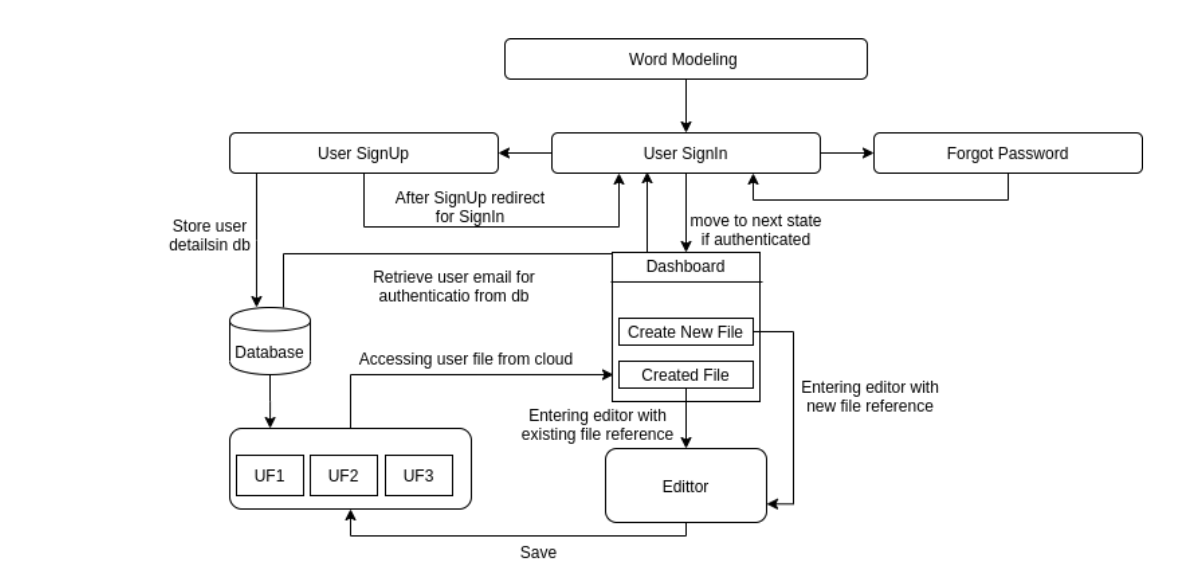 Word Modeling
User SignUp
User SignIn
Forgot Password
After SignUp redirect
for SignIn
Store user
detailsin db
move to next state
if authenticated
Dashboard
Retrieve user email for
authenticatio from db
Create New File
Database
Accessing user file from cloud
Created File
Entering editor with
new file reference
Entering editor with
existing file reference
UF1
UF2
UF3
Edittor
Save